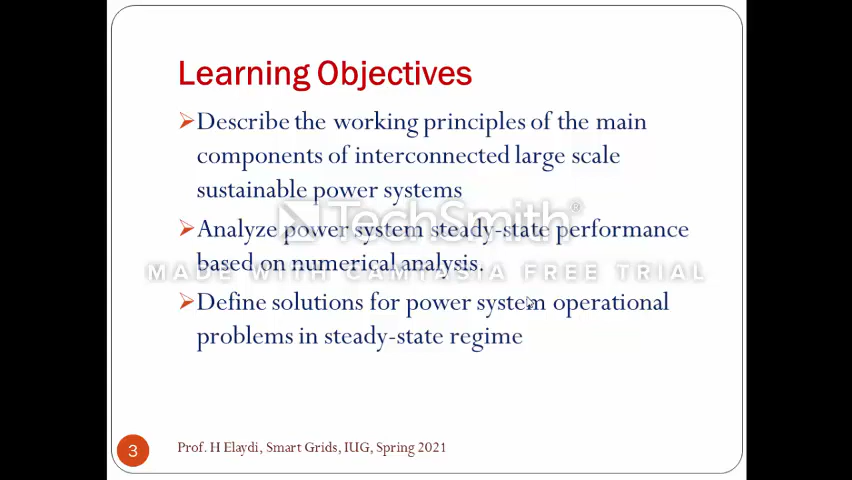 Learning Objectives
Describe the working principles of the main
components of interconnected large scale
sustainable power systems
TechSmith®
Analyze power system steady-state performance
based on numerical analysis.
MADE WITH CAMTASIA FREE TRIAL
Define solutions for power system operational
problems in steady-state regime
3
Prof. H Elaydi, Smart Grids, IUG, Spring 2021